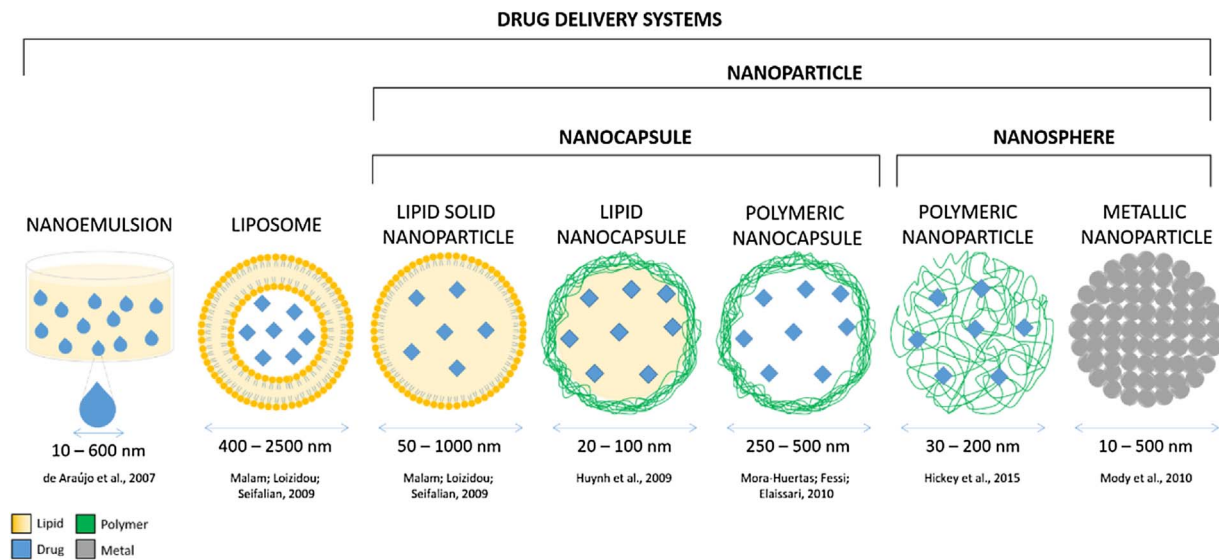 DRUG DELIVERY SYSTEMS
NANOPARTICLE
NANOCAPSULE
NANOSPHERE
NANOEMULSION
LIPOSOME
LIPID SOLID
NANOPARTICLE
LIPID
NANOCAPSULE
POLYMERIC
NANOCAPSULE
POLYMERIC
NANOPARTICLE
METALLIC
NANOPARTICLE
10 – 600 nm
400 – 2500 nm
50 – 1000 nm
20 – 100 nm
250 – 500 nm
30 – 200 nm
10 – 500 nm
de Araújo et al., 2007
Malam; Loizidou;
Seifalian, 2009
Malam; Loizidou;
Seifalian, 2009
Huynh et al., 2009
Mora-Huertas; Fessi;
Elaissari, 2010
Hickey et al., 2015
Mody et al., 2010
Lipid
Polymer
Drug
Metal